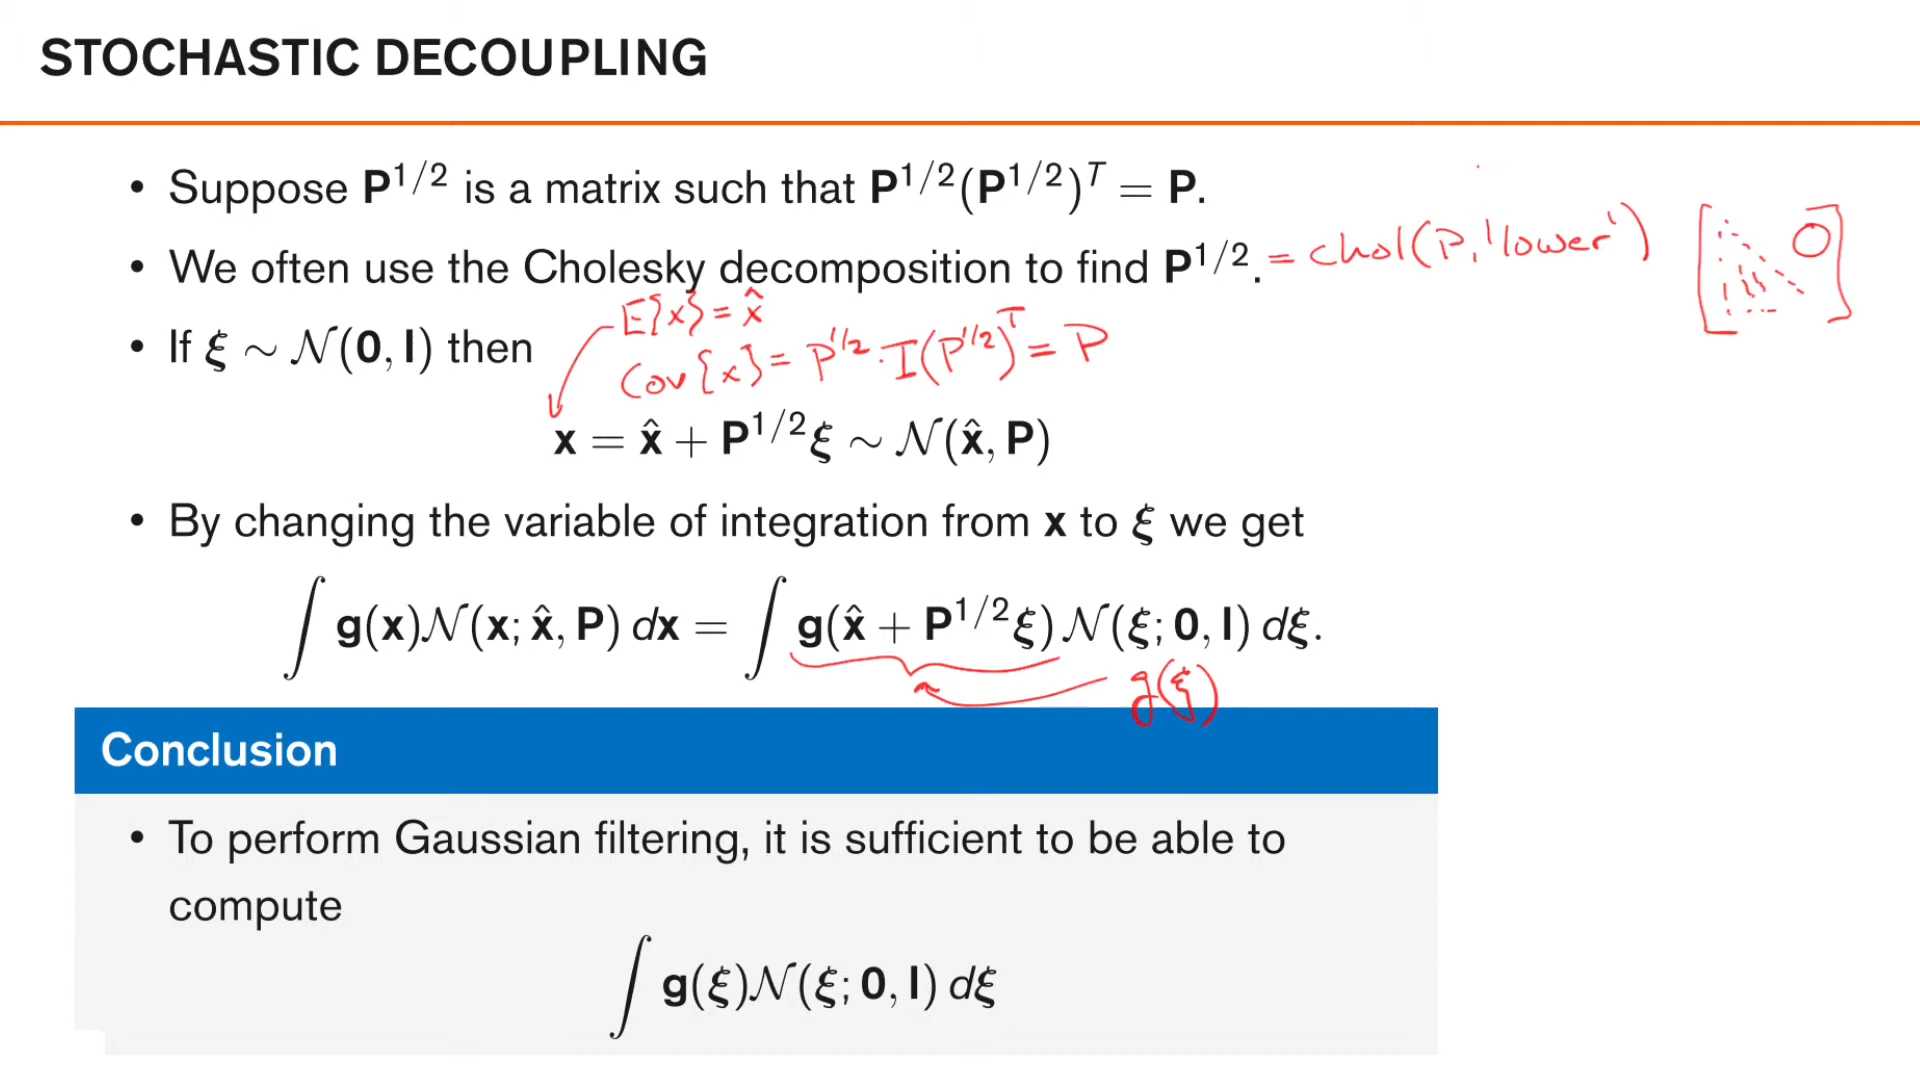 STOCHASTIC DECOUPLING
• Suppose P^{1/2} is a matrix such that P^{1/2}(P^{1/2})^T = P.
• We often use the Cholesky decomposition to find P^{1/2}. = chol(P,'lower')
E{x} = x̂
• If ξ ∼ N(0, I) then
Cov{x} = P^{1/2}·I(P^{1/2})^T = P
x = x̂ + P^{1/2}ξ ∼ N(x̂, P)
• By changing the variable of integration from x to ξ we get
∫ g(x)N(x; x̂, P) dx = ∫ g(x̂ + P^{1/2}ξ)N(ξ; 0, I) dξ.
g(ξ)
Conclusion
• To perform Gaussian filtering, it is sufficient to be able to
compute
∫ g(ξ)N(ξ; 0, I) dξ